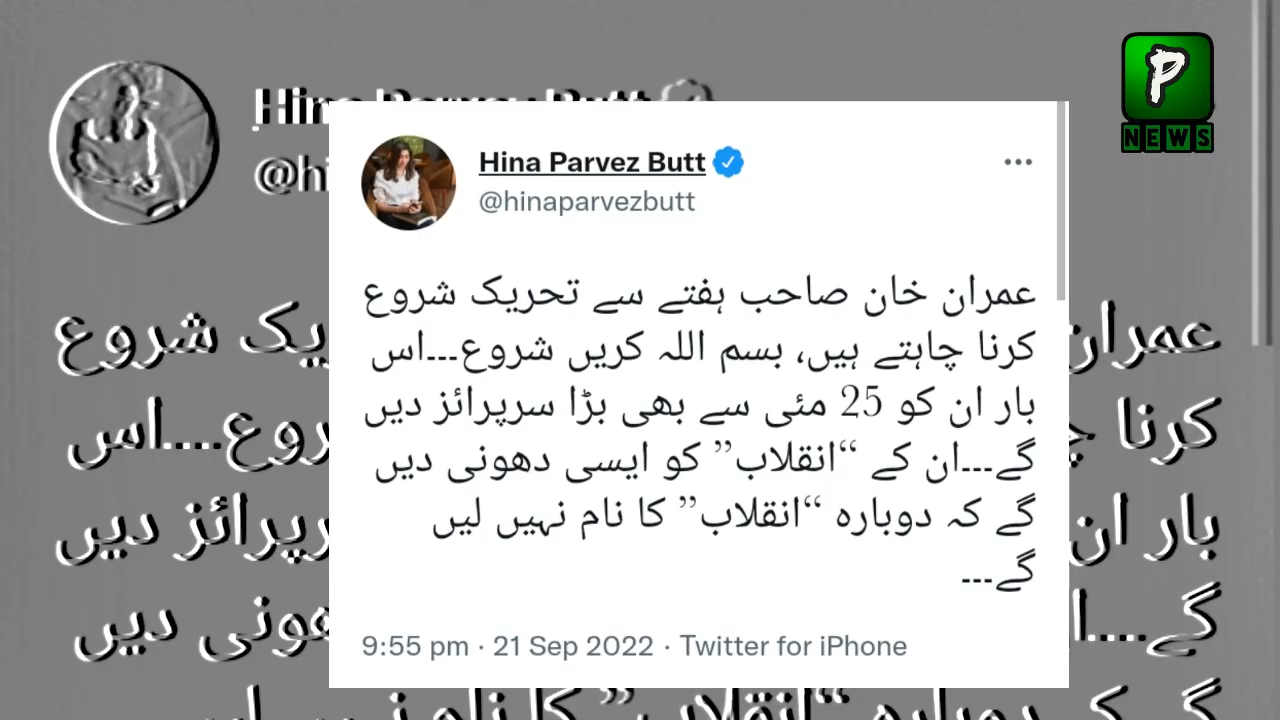 Hina Parvez Butt
@hinaparvezbutt
عمران خان صاحب ہفتے سے تحریک شروع
کرنا چاہتے ہیں، بسم اللہ کریں شروع...اس
بار ان کو 25 مئی سے بھی بڑا سرپرائز دیں
گے...ان کے “انقلاب” کو ایسی دھونی دیں
گے کہ دوبارہ “انقلاب” کا نام نہیں لیں
گے...
9:55 pm · 21 Sep 2022 · Twitter for iPhone
P
NEWS